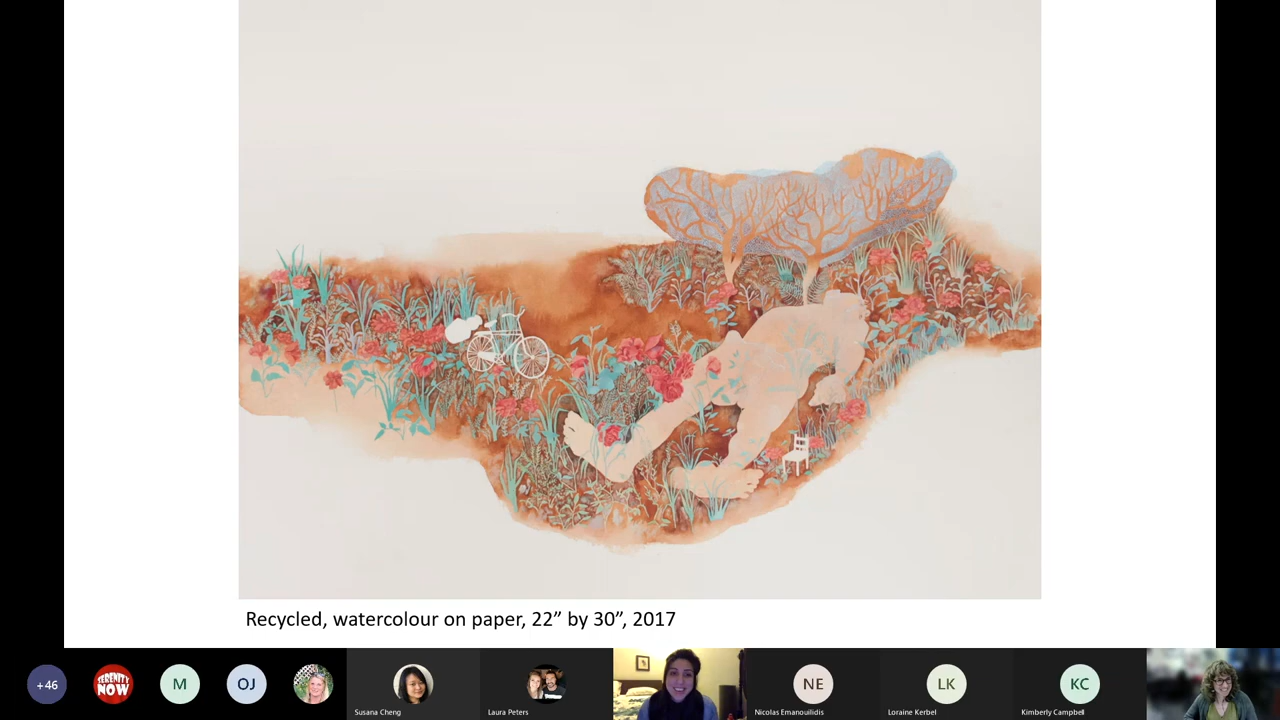 Recycled, watercolour on paper, 22” by 30”, 2017
+46
SERENITY
NOW
M
OJ
Susana Cheng
Laura Peters
NE
Nicolas Emanouilidis
LK
Loraine Kerbel
KC
Kimberly Campbell